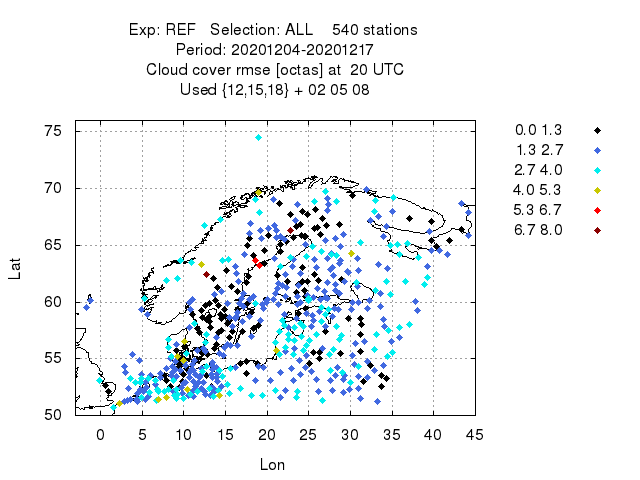 Exp: REF   Selection: ALL    540 stations
Period: 20201204-20201217
Cloud cover rmse [octas] at  20 UTC
Used {12,15,18} + 02 05 08
75
70
65
60
55
50
Lat
0 5 10 15 20 25 30 35 40 45
Lon
0.0 1.3
1.3 2.7
2.7 4.0
4.0 5.3
5.3 6.7
6.7 8.0